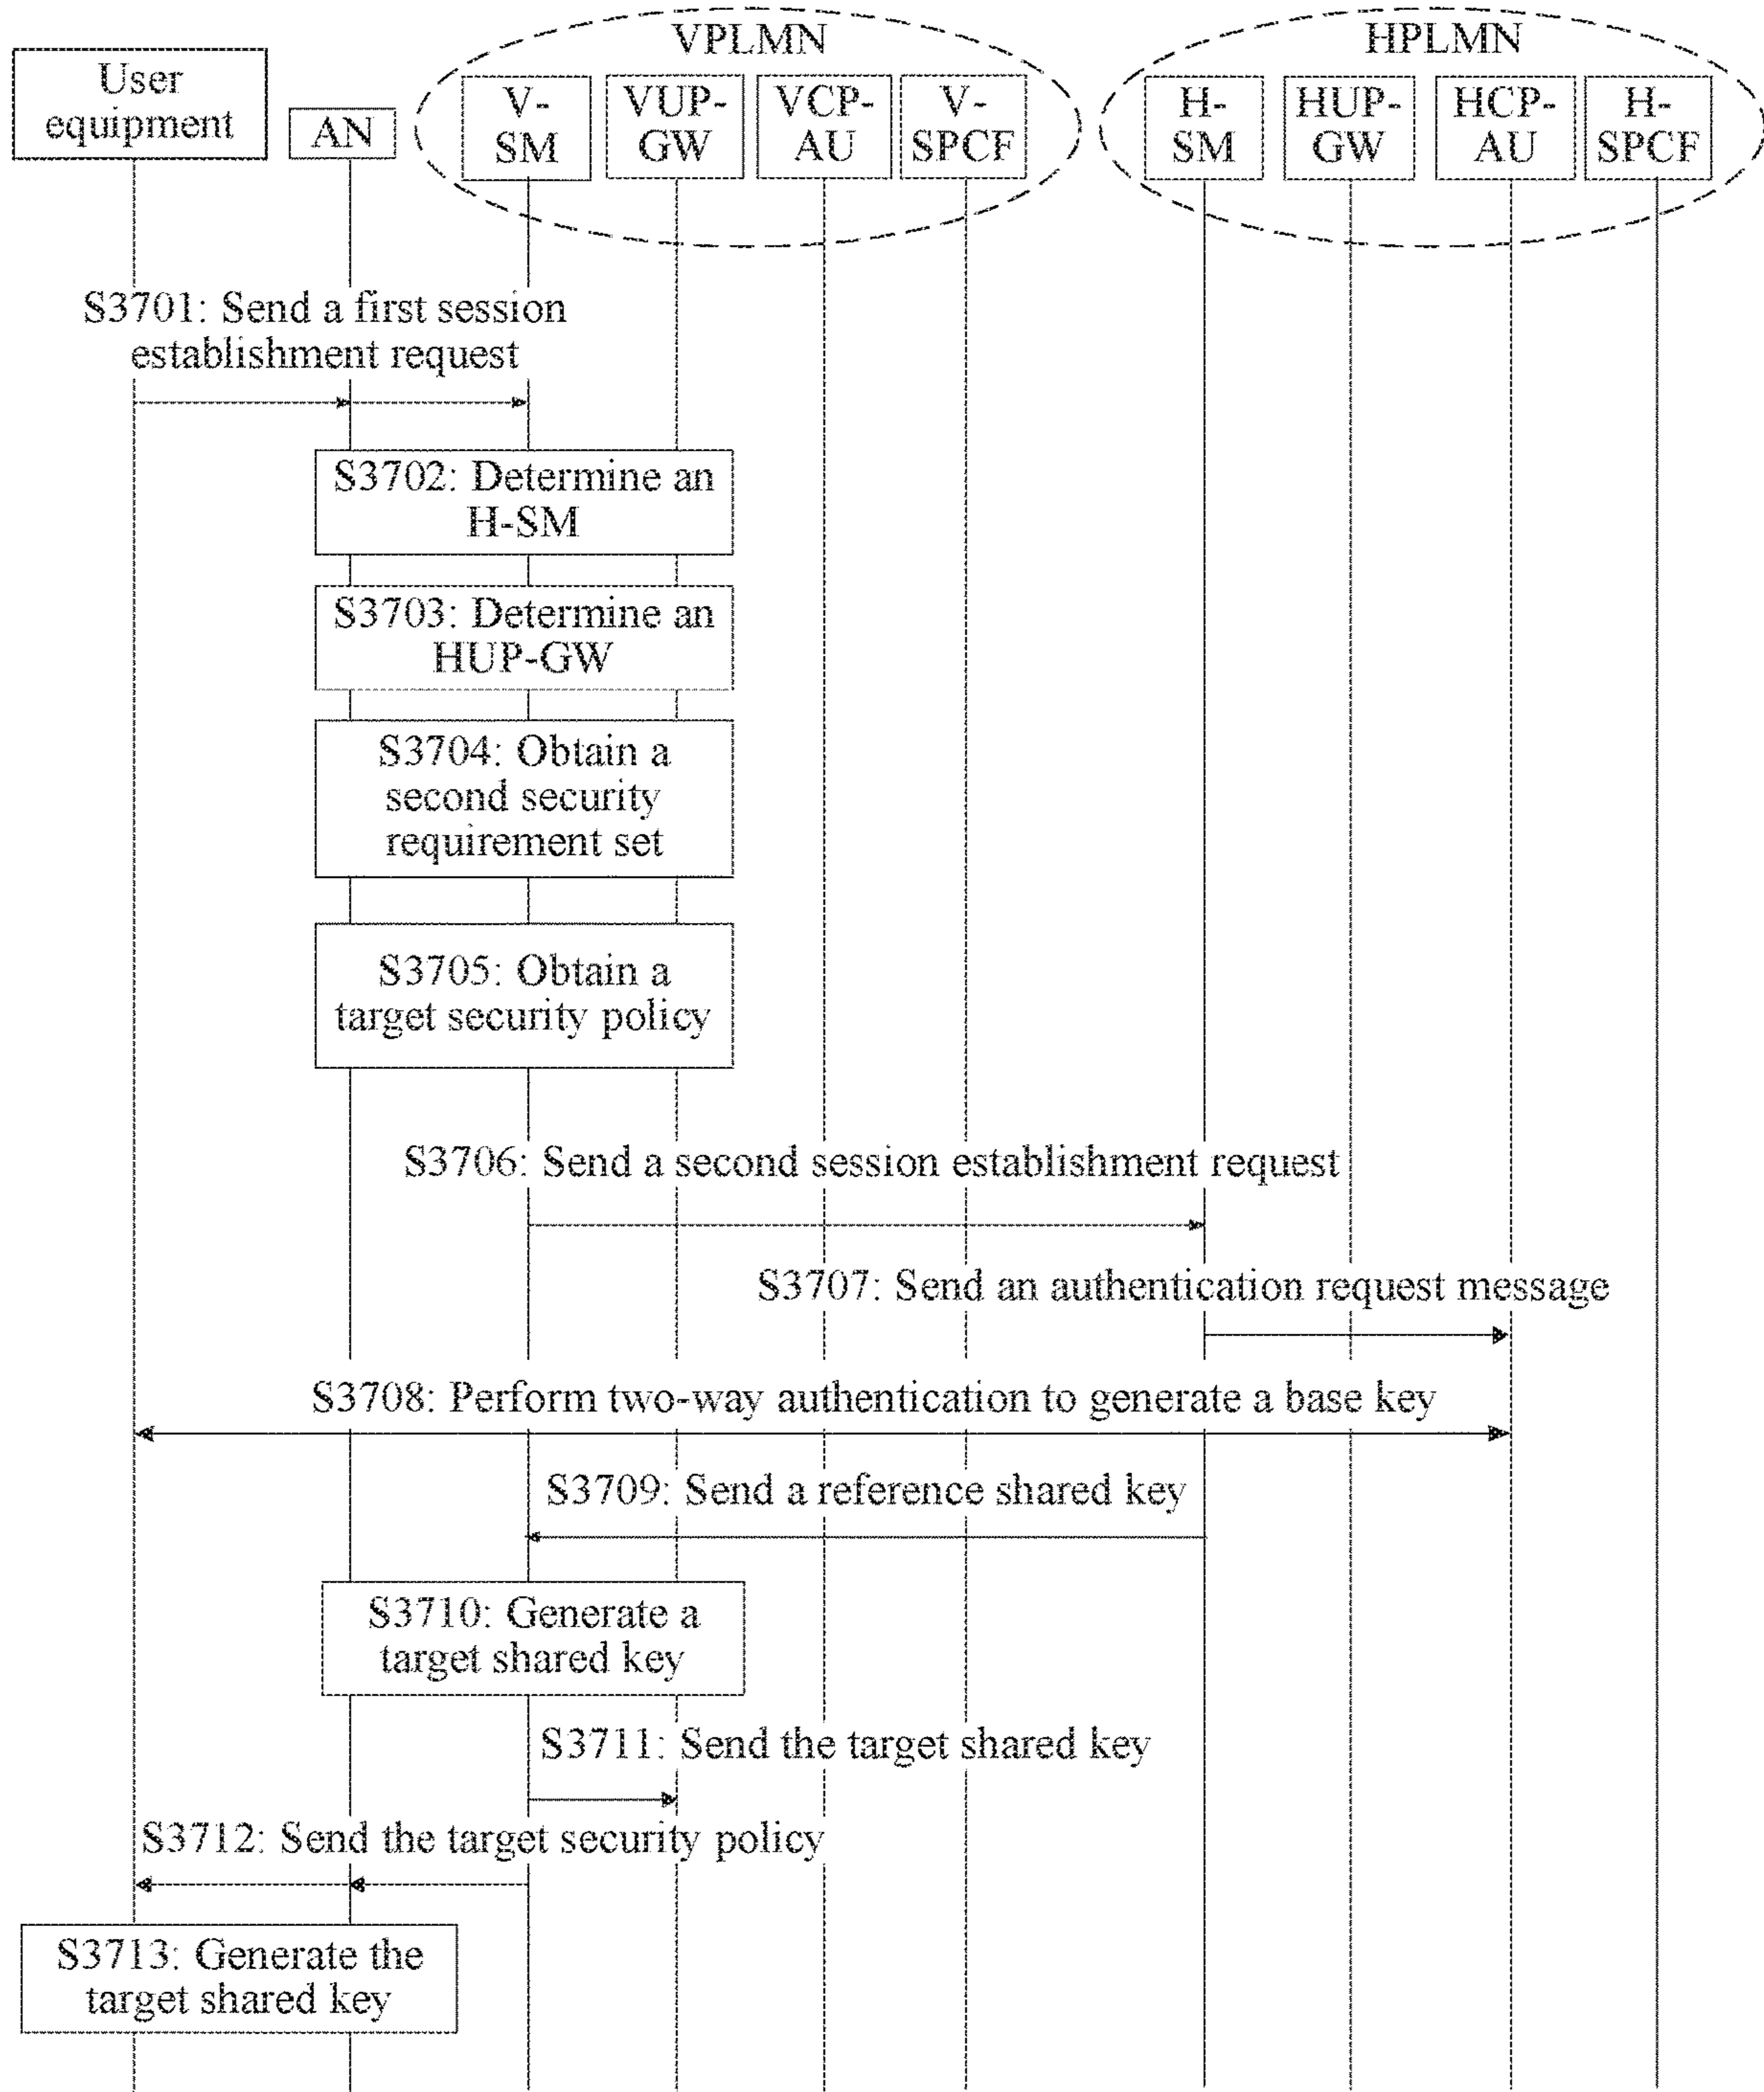 VPLMN
HPLMN
User
equipment
AN
V-
SM
VUP-
GW
VCP-
AU
V-
SPCF
H-
SM
HUP-
GW
HCP-
AU
H-
SPCF
S3701: Send a first session
establishment request
S3702: Determine an
H-SM
S3703: Determine an
HUP-GW
S3704: Obtain a
second security
requirement set
S3705: Obtain a
target security policy
S3706: Send a second session establishment request
S3707: Send an authentication request message
S3708: Perform two-way authentication to generate a base key
S3709: Send a reference shared key
S3710: Generate a
target shared key
S3711: Send the target shared key
S3712: Send the target security policy
S3713: Generate the
target shared key